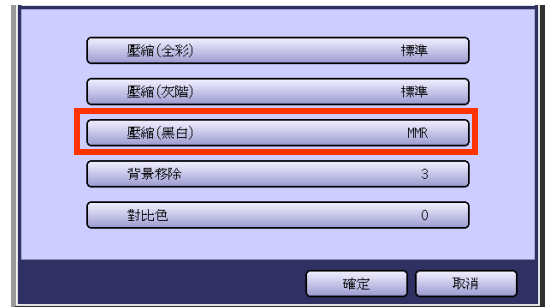 壓縮(全彩) 標準
壓縮(灰階) 標準
壓縮(黑白) MMR
背景移除 3
對比色 0
確定 取消